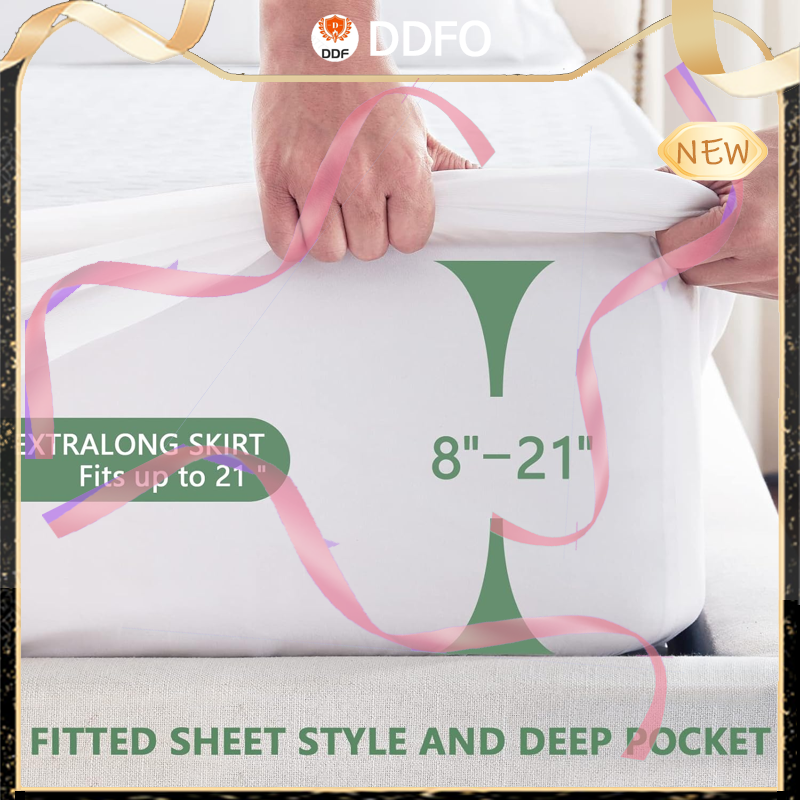 DDF
DDFO
NEW
EXTRALONG SKIRT
Fits up to 21 "
8"-21"
FITTED SHEET STYLE AND DEEP POCKET